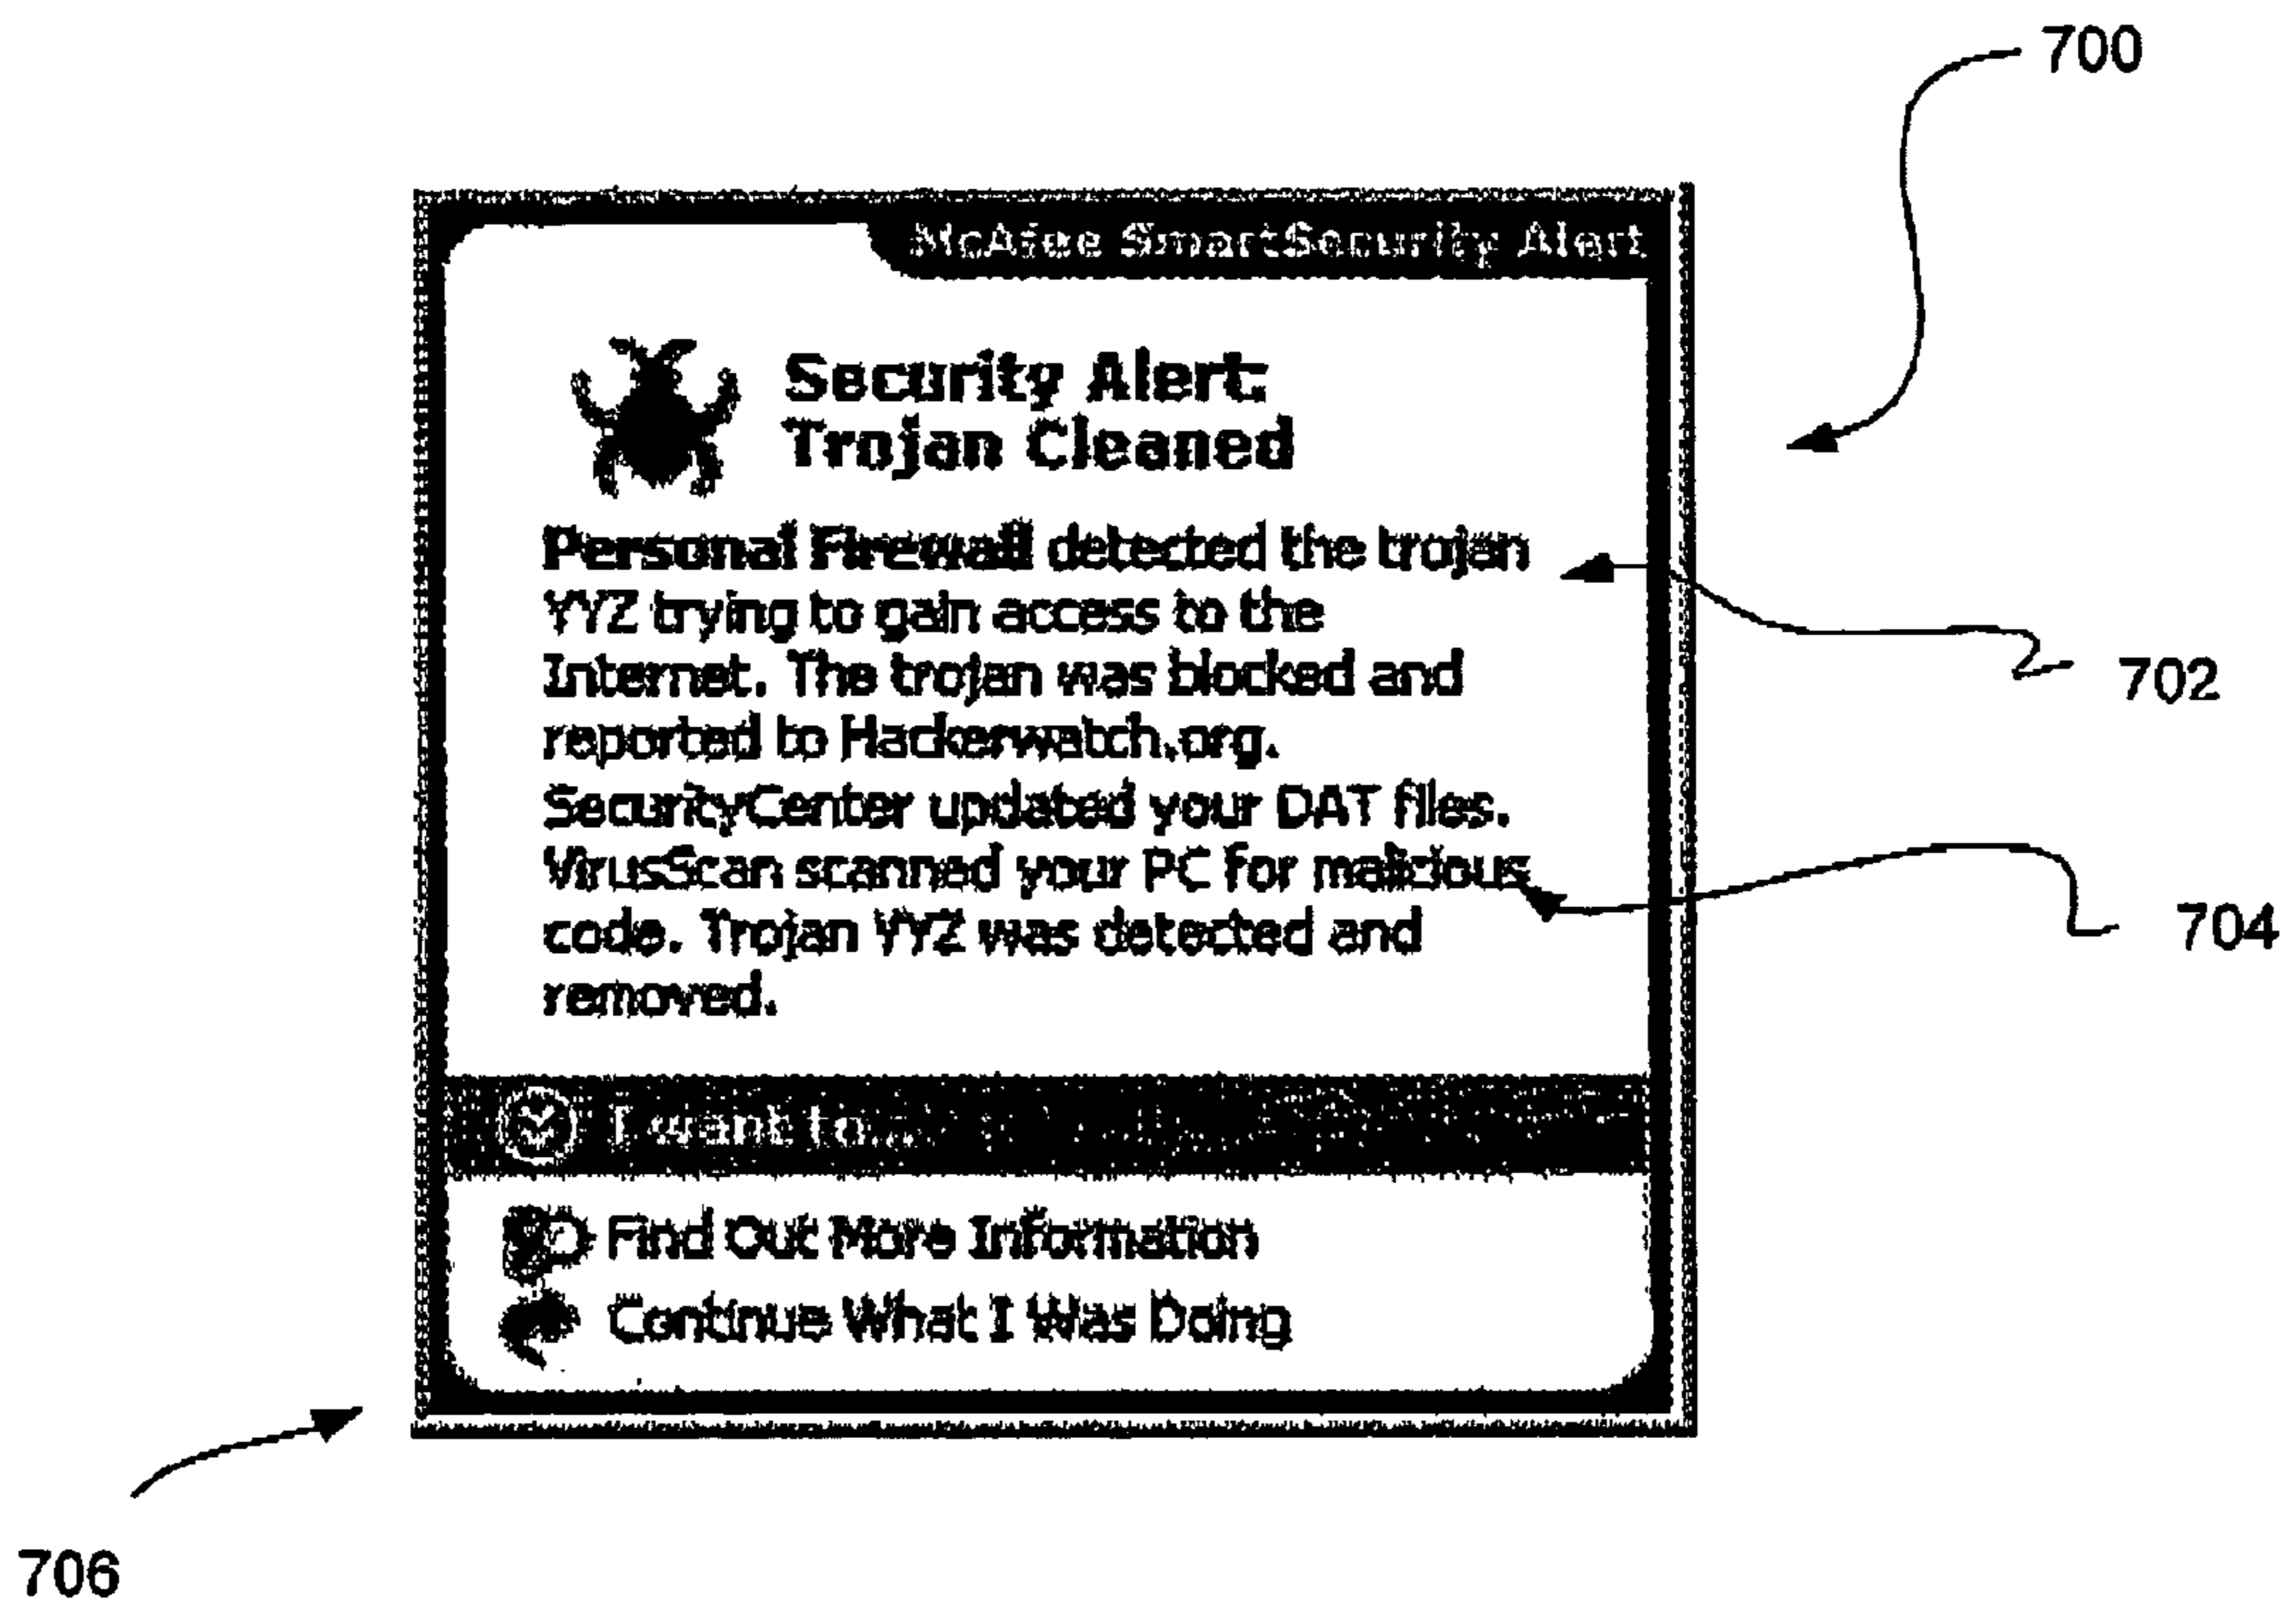 700
McAfee SmartSecurity Alert
Security Alert:
Trojan Cleaned
Personal Firewall detected the trojan
YYZ trying to gain access to the
Internet. The trojan was blocked and
reported to Hackerwatch.org.
SecurityCenter updated your DAT files.
VirusScan scanned your PC for malicious
code. Trojan YYZ was detected and
removed.
I want to...
Find Out More Information
Continue What I Was Doing
702
704
706